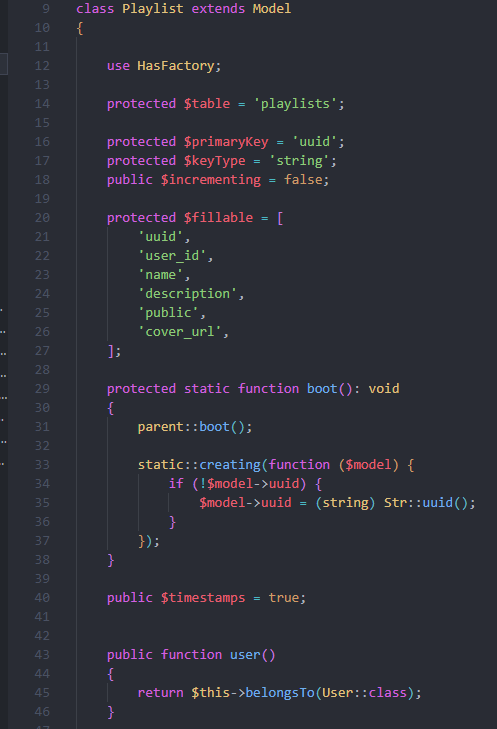 9 class Playlist extends Model
10 {
11
12 use HasFactory;
13
14 protected $table = 'playlists';
15
16 protected $primaryKey = 'uuid';
17 protected $keyType = 'string';
18 public $incrementing = false;
19
20 protected $fillable = [
21 'uuid',
22 'user_id',
23 'name',
24 'description',
25 'public',
26 'cover_url',
27 ];
28
29 protected static function boot(): void
30 {
31 parent::boot();
32
33 static::creating(function ($model) {
34 if (!$model->uuid) {
35 $model->uuid = (string) Str::uuid();
36 }
37 });
38 }
39
40 public $timestamps = true;
41
42
43 public function user()
44 {
45 return $this->belongsTo(User::class);
46 }